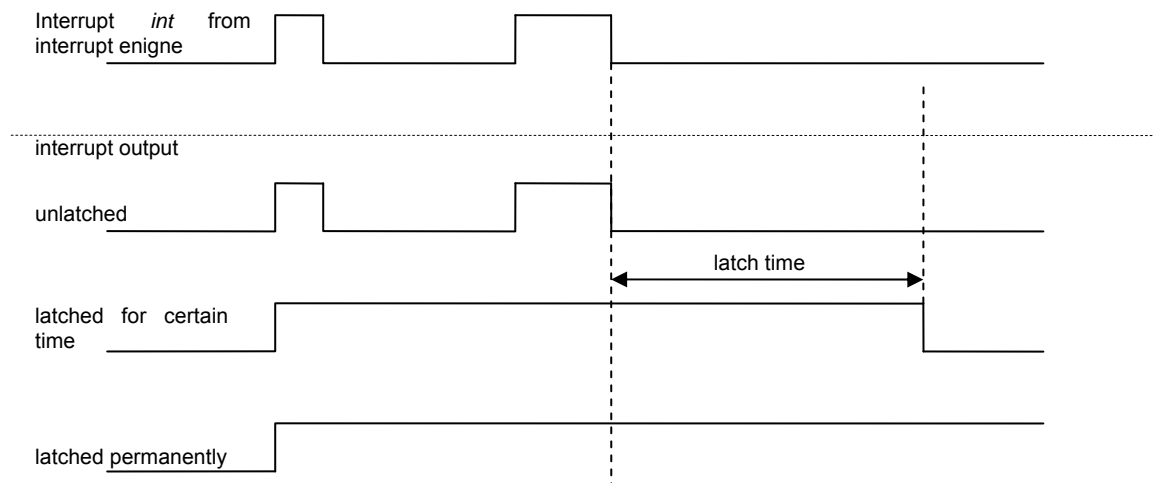 Interrupt int from
interrupt enigne
interrupt output
unlatched
latch time
latched for certain
time
latched permanently